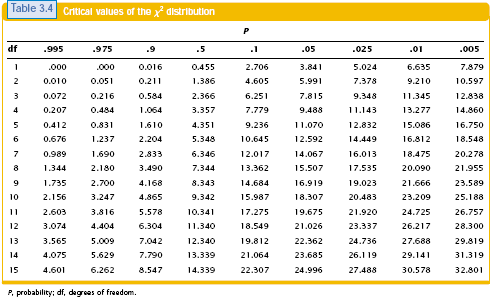 Table 3.4 Critical values of the χ² distribution
P
df .995 .975 .9 .5 .1 .05 .025 .01 .005
1 .000 .000 0.016 0.455 2.706 3.841 5.024 6.635 7.879
2 0.010 0.051 0.211 1.386 4.605 5.991 7.378 9.210 10.597
3 0.072 0.216 0.584 2.366 6.251 7.815 9.348 11.345 12.838
4 0.207 0.484 1.064 3.357 7.779 9.488 11.143 13.277 14.860
5 0.412 0.831 1.610 4.351 9.236 11.070 12.832 15.086 16.750
6 0.676 1.237 2.204 5.348 10.645 12.592 14.449 16.812 18.548
7 0.989 1.690 2.833 6.346 12.017 14.067 16.013 18.475 20.278
8 1.344 2.180 3.490 7.344 13.362 15.507 17.535 20.090 21.955
9 1.735 2.700 4.168 8.343 14.684 16.919 19.023 21.666 23.589
10 2.156 3.247 4.865 9.342 15.987 18.307 20.483 23.209 25.188
11 2.603 3.816 5.578 10.341 17.275 19.675 21.920 24.725 26.757
12 3.074 4.404 6.304 11.340 18.549 21.026 23.337 26.217 28.300
13 3.565 5.009 7.042 12.340 19.812 22.362 24.736 27.688 29.819
14 4.075 5.629 7.790 13.339 21.064 23.685 26.119 29.141 31.319
15 4.601 6.262 8.547 14.339 22.307 24.996 27.488 30.578 32.801
P, probability; df, degrees of freedom.